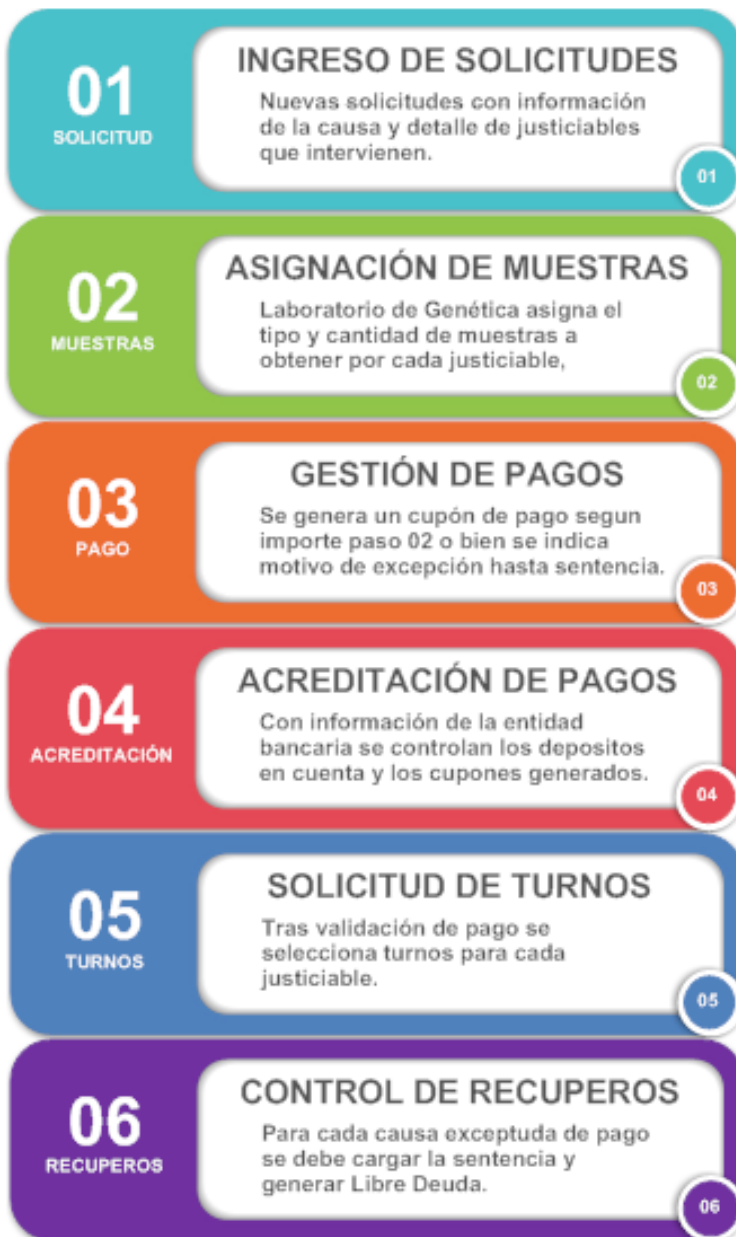 01
SOLICITUD
INGRESO DE SOLICITUDES
Nuevas solicitudes con información
de la causa y detalle de justiciables
que intervienen.
01
02
MUESTRAS
ASIGNACIÓN DE MUESTRAS
Laboratorio de Genética asigna el
tipo y cantidad de muestras a
obtener por cada justiciable,
02
03
PAGO
GESTIÓN DE PAGOS
Se genera un cupón de pago segun
importe paso 02 o bien se indica
motivo de excepción hasta sentencia.
03
04
ACREDITACIÓN
ACREDITACIÓN DE PAGOS
Con información de la entidad
bancaria se controlan los depositos
en cuenta y los cupones generados.
04
05
TURNOS
SOLICITUD DE TURNOS
Tras validación de pago se
selecciona turnos para cada
justiciable.
05
06
RECUPEROS
CONTROL DE RECUPEROS
Para cada causa exceptuda de pago
se debe cargar la sentencia y
generar Libre Deuda.
06